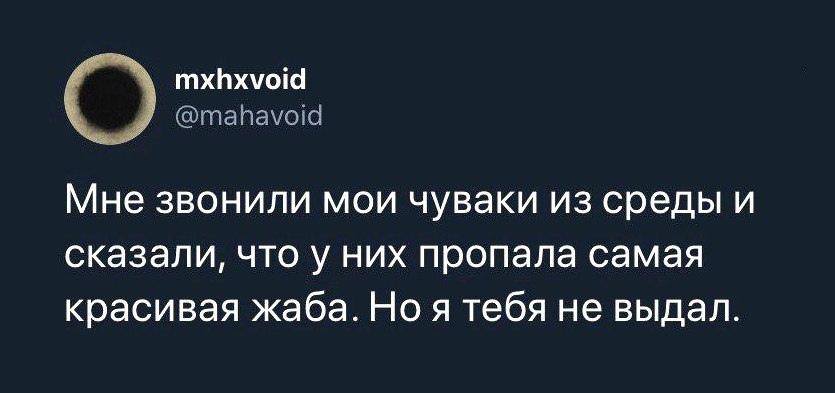 mxhxvoid
@mahavoid
Мне звонили мои чуваки из среды и
сказали, что у них пропала самая
красивая жаба. Но я тебя не выдал.